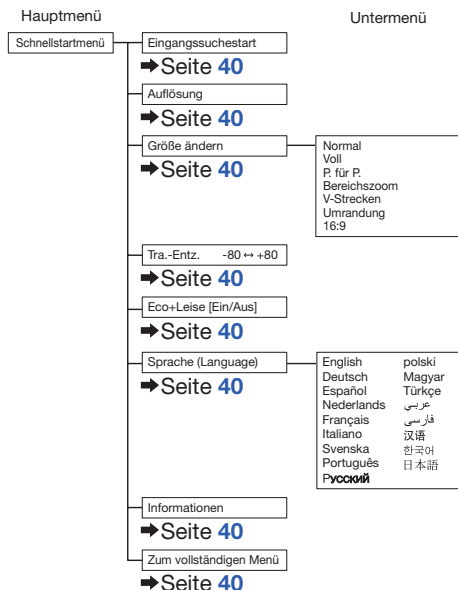 Hauptmenü
Untermenü
Schnellstartmenü
Eingangssuchestart
➡Seite 40
Auflösung
➡Seite 40
Größe ändern
➡Seite 40
Normal
Voll
P. für P.
Bereichszoom
V-Strecken
Umrandung
16:9
Tra.-Entz. -80 ↔ +80
➡Seite 40
Eco+Leise [Ein/Aus]
➡Seite 40
Sprache (Language)
➡Seite 40
English polski
Deutsch Magyar
Español Türkçe
Nederlands عربي
Français فارسی
Italiano 汉语
Svenska 한국어
Português 日本語
Русский
Informationen
➡Seite 40
Zum vollständigen Menü
➡Seite 40